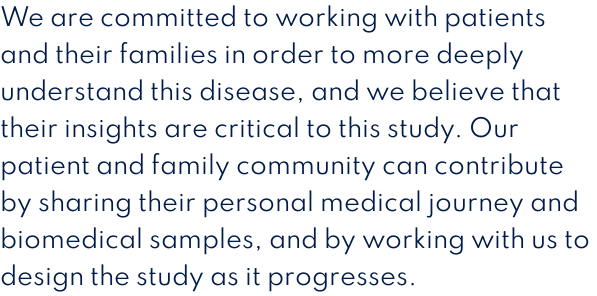 We are committed to working with patients
and their families in order to more deeply
understand this disease, and we believe that
their insights are critical to this study. Our
patient and family community can contribute
by sharing their personal medical journey and
biomedical samples, and by working with us to
design the study as it progresses.